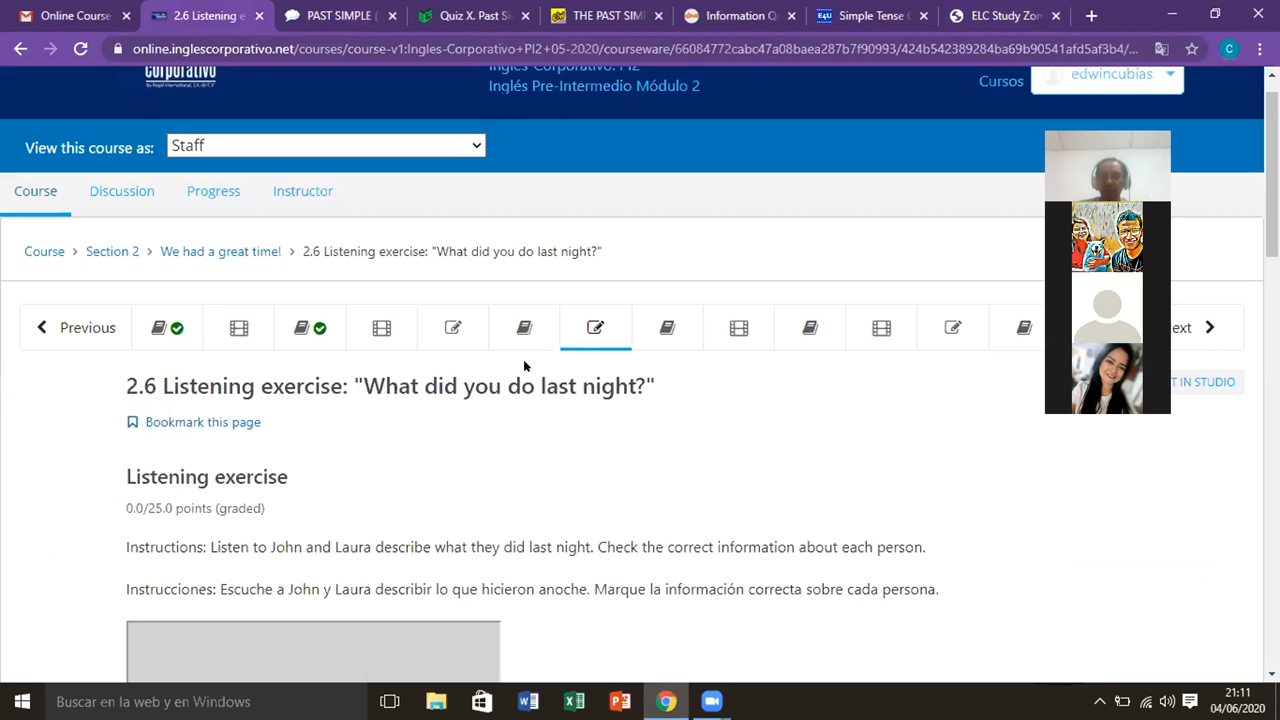 Online Course
2.6 Listening e
PAST SIMPLE (
Quiz X. Past Si
THE PAST SIM
Information Q
Simple Tense
ELC Study Zon
online.inglescorporativo.net/courses/course-v1:Ingles-Corporativo+PI2+05-2020/courseware/66084772cabc47a08baea287b7f90993/424b542389284ba69b90541afd5af3b4/...
C
corporativo
Inglés Corporativo: PI2
Inglés Pre-Intermedio Módulo 2
Cursos
edwincubias
View this course as:
Staff
Course
Discussion
Progress
Instructor
Course > Section 2 > We had a great time! > 2.6 Listening exercise: "What did you do last night?"
Previous
ext
2.6 Listening exercise: "What did you do last night?"
T IN STUDIO
Bookmark this page
Listening exercise
0.0/25.0 points (graded)
Instructions: Listen to John and Laura describe what they did last night. Check the correct information about each person.
Instrucciones: Escuche a John y Laura describir lo que hicieron anoche. Marque la información correcta sobre cada persona.
Buscar en la web y en Windows
21:11
04/06/2020